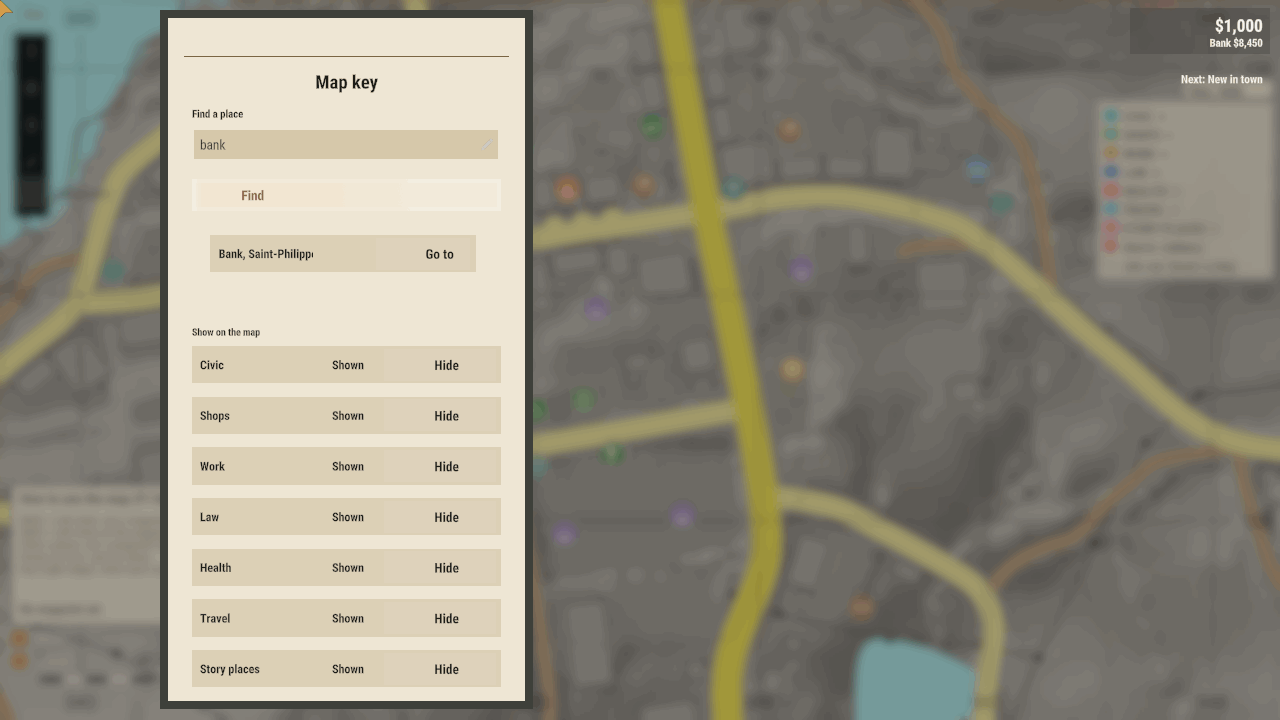 $1,000
Bank $8,450
Next: New in town
Map key
Find a place
bank
Find
Bank, Saint-Philipp
Go to
Show on the map
Civic Shown Hide
Shops Shown Hide
Work Shown Hide
Law Shown Hide
Health Shown Hide
Travel Shown Hide
Story places Shown Hide